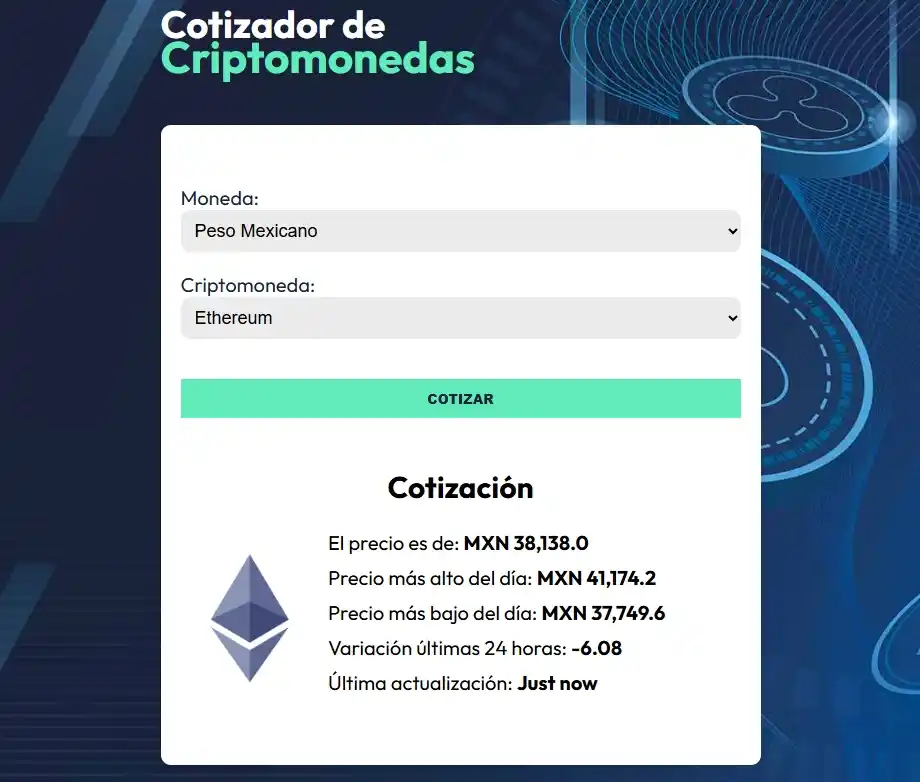 Cotizador de
Criptomonedas
Moneda:
Peso Mexicano
Criptomoneda:
Ethereum
COTIZAR
Cotización
El precio es de: MXN 38,138.0
Precio más alto del día: MXN 41,174.2
Precio más bajo del día: MXN 37,749.6
Variación últimas 24 horas: -6.08
Última actualización: Just now